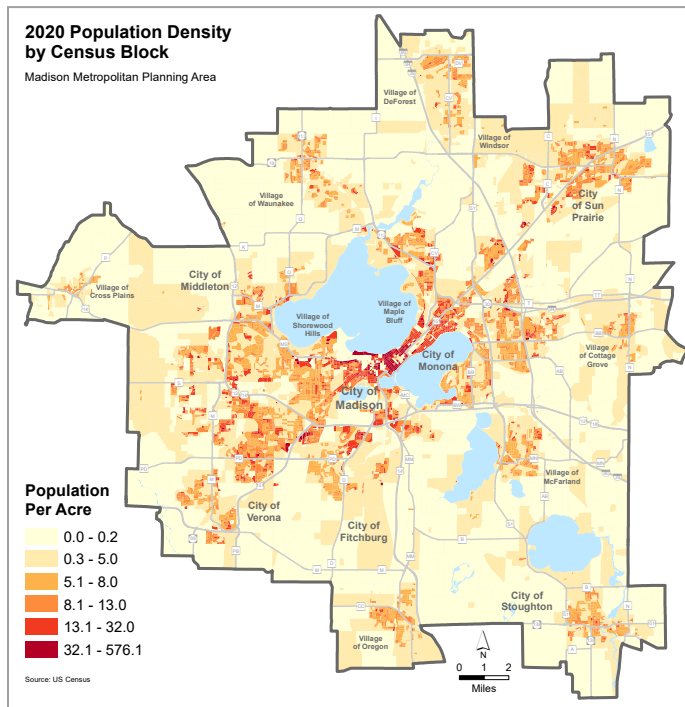 2020 Population Density
by Census Block
Madison Metropolitan Planning Area
Village of
DeForest
Village of
Windsor
City
of Sun
Prairie
Village
of Waunakee
Village of
Cross Plains
City of
Middleton
Village of
Shorewood
Hills
Village of
Maple
Bluff
City of
Monona
Village
of Cottage
Grove
City of
Madison
Village of
McFarland
City of
Verona
City of
Fitchburg
City of
Stoughton
Village
of Oregon
Population
Per Acre
0.0 - 0.2
0.3 - 5.0
5.1 - 8.0
8.1 - 13.0
13.1 - 32.0
32.1 - 576.1
Source: US Census
N
0 1 2
Miles